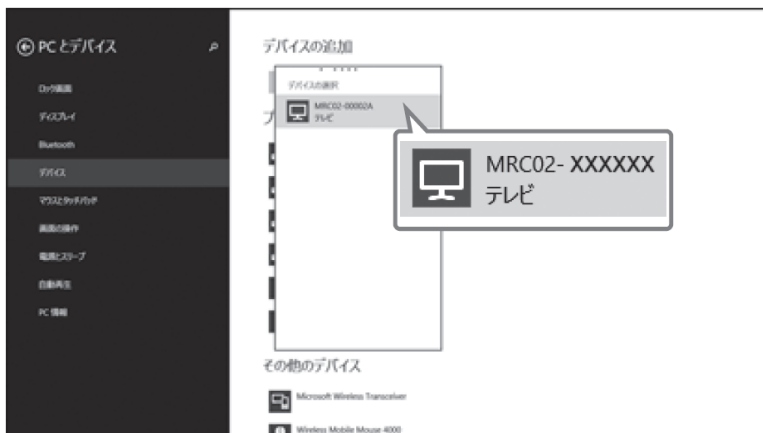 PC とデバイス
ロック画面
ディスプレイ
Bluetooth
デバイス
マウスとタッチパッド
画面の操作
電源とスリープ
自動再生
PC 情報
デバイスの追加
デバイスの選択
MRC02-00002A
テレビ
プ
MRC02- XXXXXX
テレビ
その他のデバイス
Microsoft Wireless Transceiver
Wireless Mobile Mouse 4000